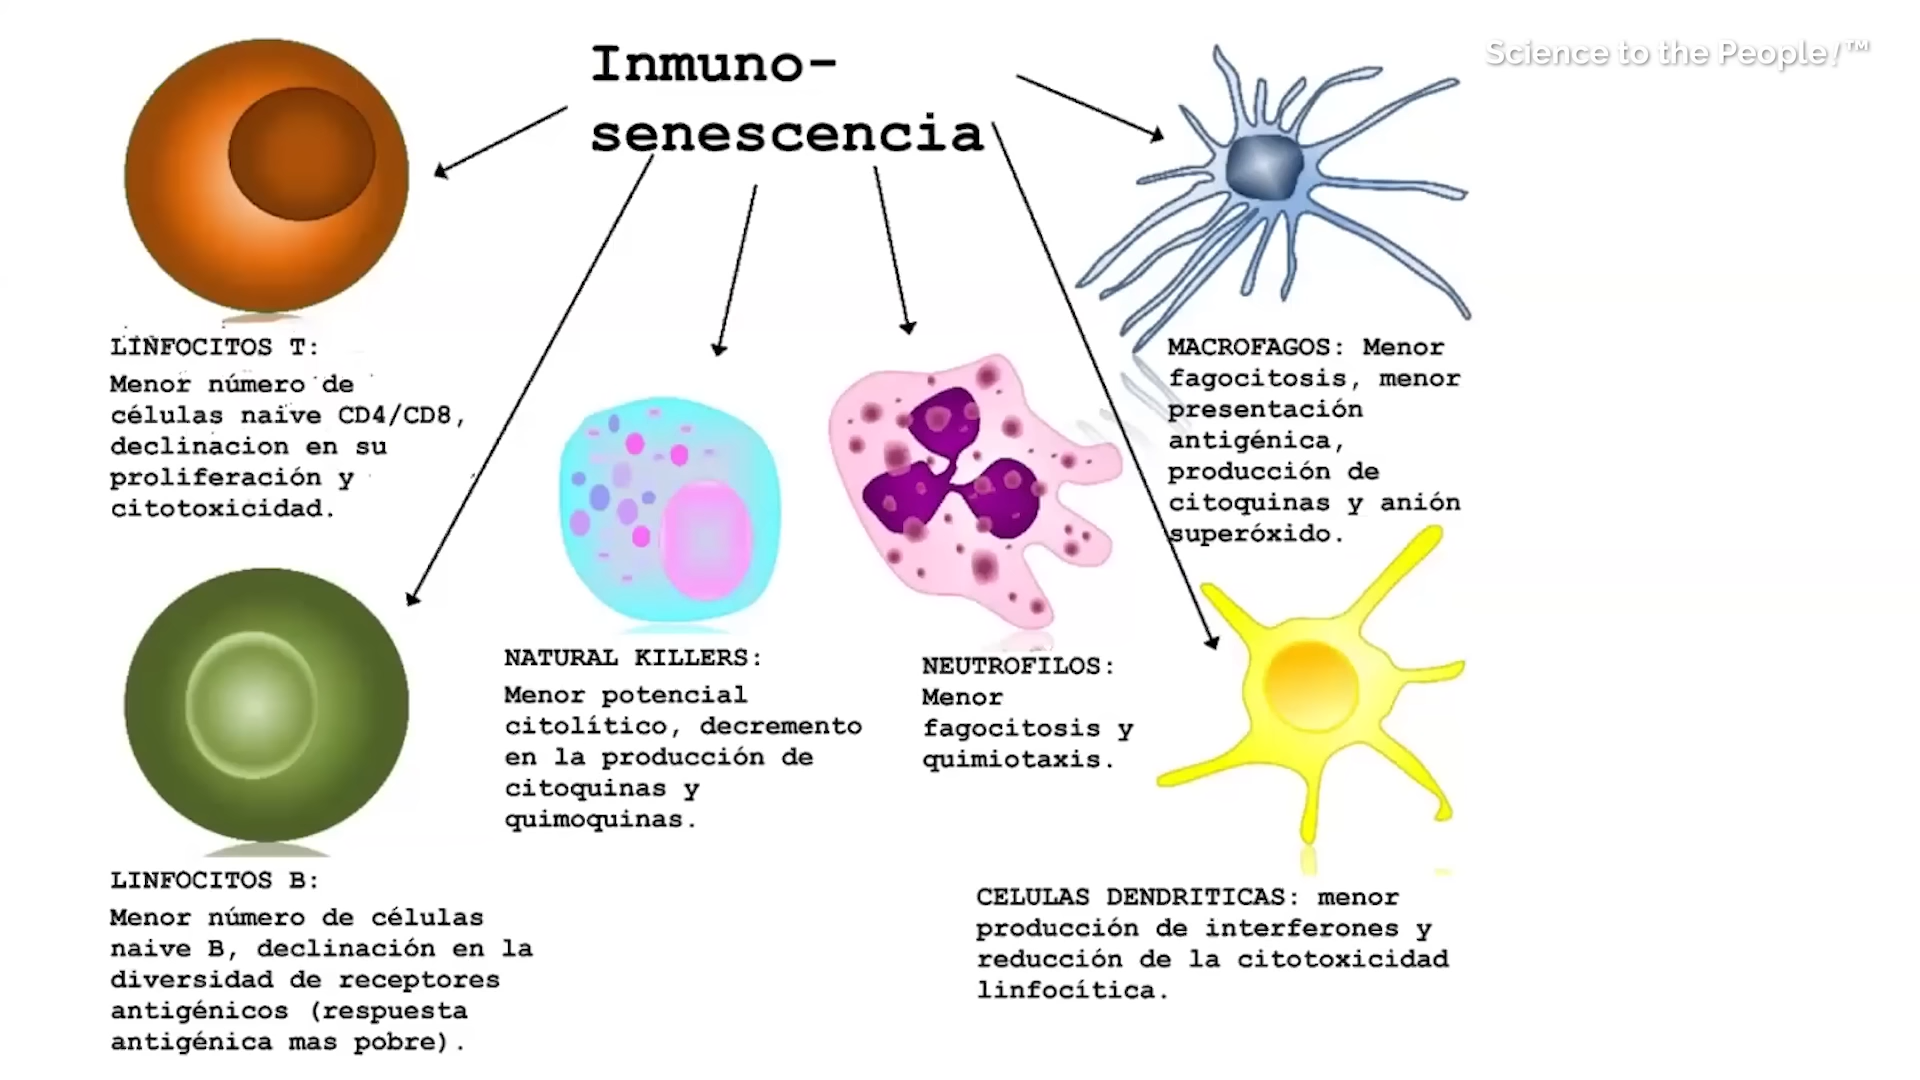 Inmuno-
senescencia
Science to the People!™
LINFOCITOS T:
Menor número de
células naive CD4/CD8,
declinacion en su
proliferación y
citotoxicidad.
MACROFAGOS: Menor
fagocitosis, menor
presentación
antigénica,
producción de
citoquinas y anión
superóxido.
NATURAL KILLERS:
Menor potencial
citolítico, decremento
en la producción de
citoquinas y
quimoquinas.
NEUTROFILOS:
Menor
fagocitosis y
quimiotaxis.
LINFOCITOS B:
Menor número de células
naive B, declinación en la
diversidad de receptores
antigénicos (respuesta
antigénica mas pobre).
CELULAS DENDRITICAS: menor
producción de interferones y
reducción de la citotoxicidad
linfocítica.